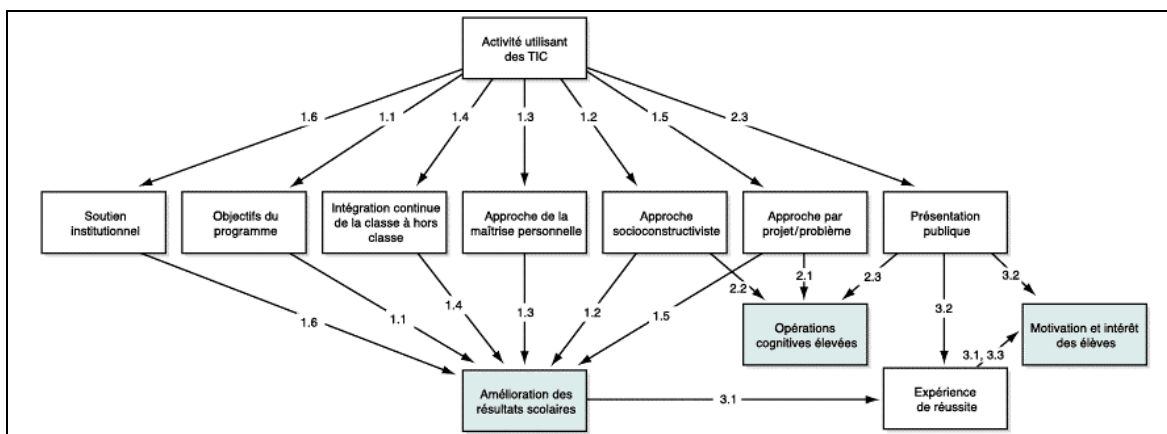 Activité utilisant
des TIC
1.6
1.1
1.4
1.3
1.2
1.5
2.3
Soutien
institutionnel
Objectifs du
programme
Intégration continue
de la classe à hors
classe
Approche de la
maîtrise personnelle
Approche
socioconstructiviste
Approche par
projet/problème
Présentation
publique
1.6
1.1
1.4
1.3
1.2
1.5
2.2
2.1
2.3
3.2
3.2
Opérations
cognitives élevées
Motivation et intérêt
des élèves
3.1, 3.3
Amélioration des
résultats scolaires
3.1
Expérience
de réussite